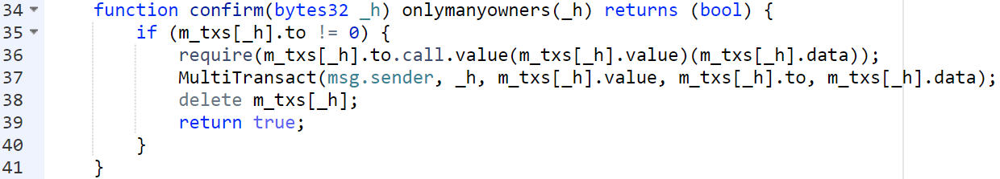 34 function confirm(bytes32 _h) onlymanyowners(_h) returns (bool) {
35 if (m_txs[_h].to != 0) {
36 require(m_txs[_h].to.call.value(m_txs[_h].value)(m_txs[_h].data));
37 MultiTransact(msg.sender, _h, m_txs[_h].value, m_txs[_h].to, m_txs[_h].data);
38 delete m_txs[_h];
39 return true;
40 }
41 }